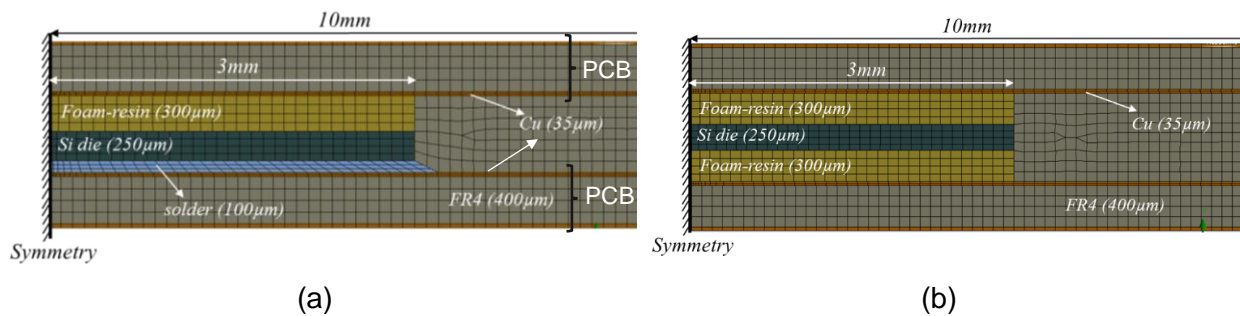 10mm
PCB
3mm
Foam-resin (300µm)
Cu (35µm)
Si die (250µm)
FR4 (400µm)
PCB
solder (100µm)
Symmetry
(a)
10mm
3mm
Foam-resin (300µm)
Cu (35µm)
Si die (250µm)
Foam-resin (300µm)
FR4 (400µm)
Symmetry
(b)